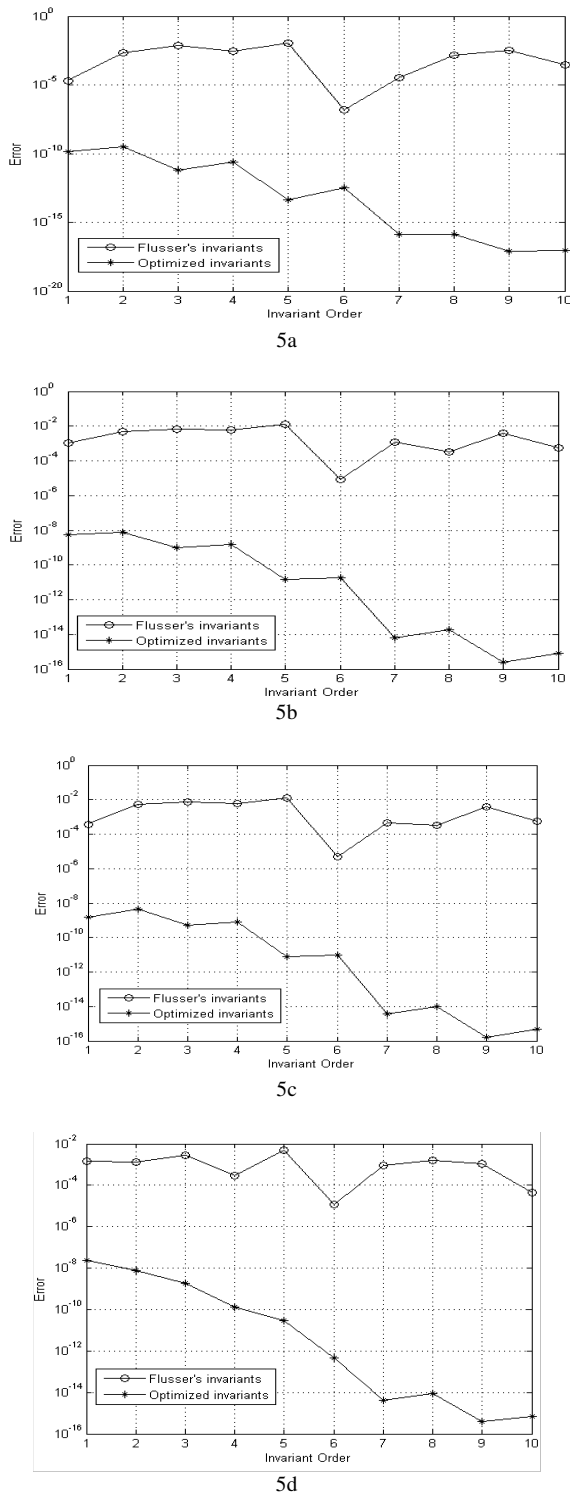 10^0
10^-5
10^-10
10^-15
10^-20
Error
Flusser's invariants
Optimized invariants
1 2 3 4 5 6 7 8 9 10
Invariant Order
5a
10^0
10^-2
10^-4
10^-6
10^-8
10^-10
10^-12
10^-14
10^-16
Error
Flusser's invariants
Optimized invariants
1 2 3 4 5 6 7 8 9 10
Invariant Order
5b
10^0
10^-2
10^-4
10^-6
10^-8
10^-10
10^-12
10^-14
10^-16
Error
Flusser's invariants
Optimized invariants
1 2 3 4 5 6 7 8 9 10
Invariant Order
5c
10^-2
10^-4
10^-6
10^-8
10^-10
10^-12
10^-14
10^-16
Error
Flusser's invariants
Optimized invariants
1 2 3 4 5 6 7 8 9 10
Invariant Order
5d